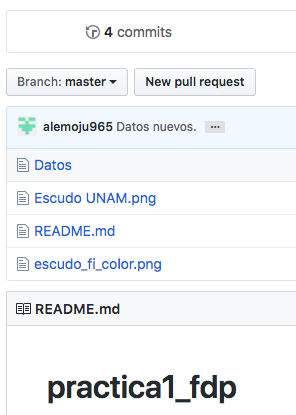 4 commits
Branch: master
New pull request
alemoju965 Datos nuevos. ...
Datos
Escudo UNAM.png
README.md
escudo_fi_color.png
README.md
practica1_fdp